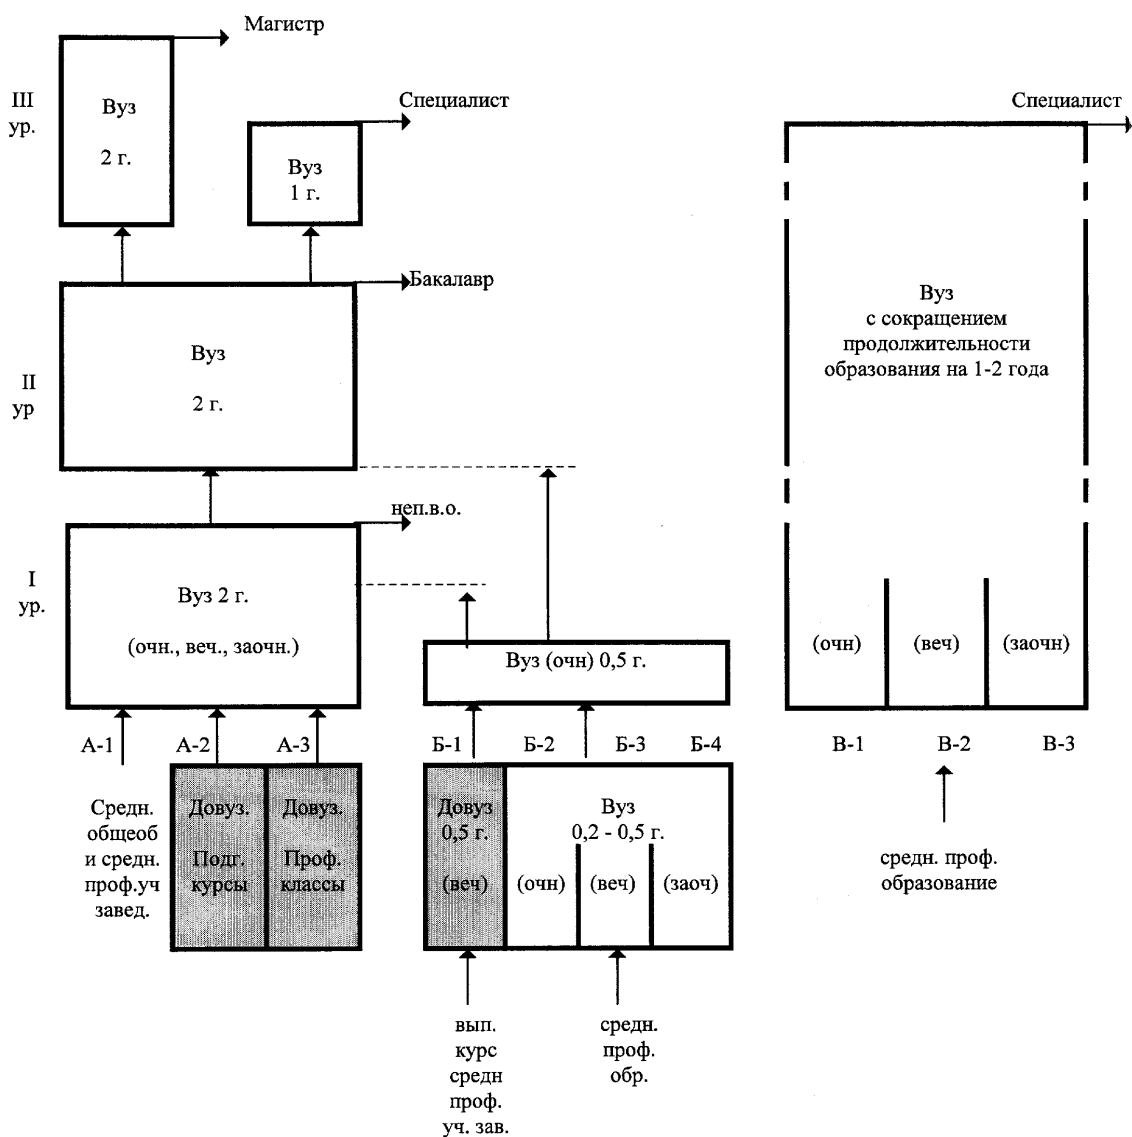 Магистр
III
ур.
Вуз
2 г.
Специалист
Вуз
1 г.
Бакалавр
II
ур
Вуз
2 г.
неп.в.о.
I
ур.
Вуз 2 г.
(очн., веч., заочн.)
А-1
А-2
А-3
Средн.
общеоб
и средн.
проф.уч
завед.
Довуз.
Подг.
курсы
Довуз.
Проф.
классы
Вуз (очн) 0,5 г.
Б-1
Б-2
Б-3
Б-4
Довуз
0,5 г.
(веч)
Вуз
0,2 - 0,5 г.
(очн)
(веч)
(заоч)
вып.
курс
средн
проф.
уч. зав.
средн.
проф.
обр.
Специалист
Вуз
с сокращением
продолжительности
образования на 1-2 года
(очн)
(веч)
(заочн)
В-1
В-2
В-3
средн. проф.
образование